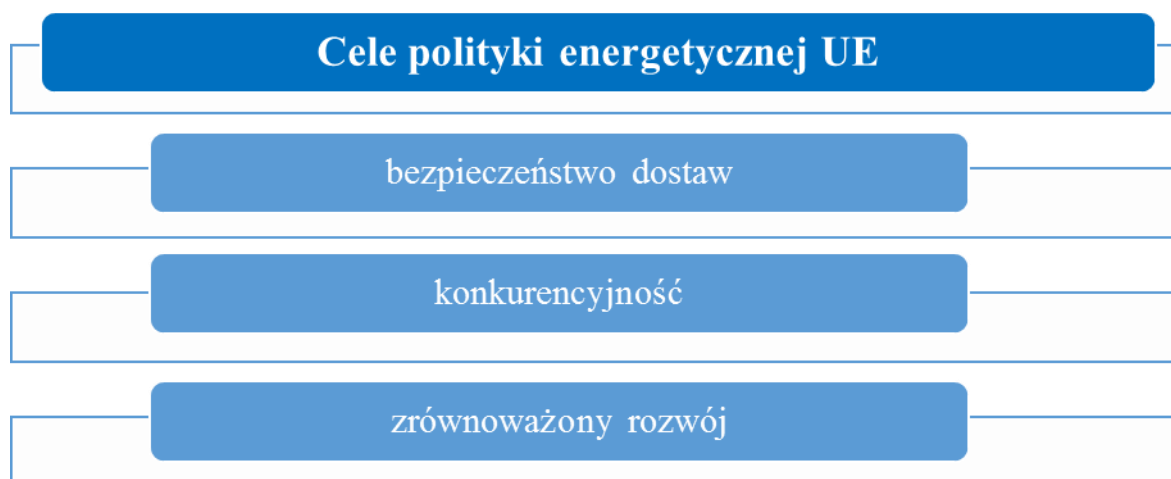 Cele polityki energetycznej UE
bezpieczeństwo dostaw
konkurencyjność
zrównoważony rozwój